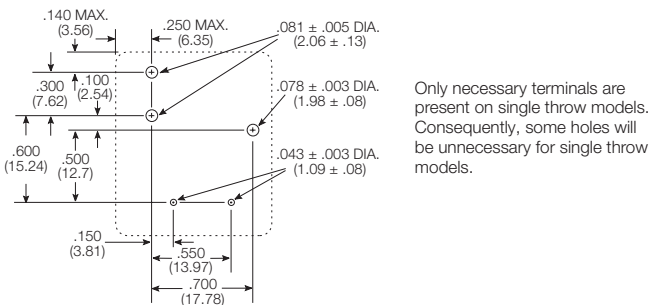 .140 MAX.
(3.56)
.250 MAX.
(6.35)
.081 ± .005 DIA.
(2.06 ± .13)
.300
(7.62)
.100
(2.54)
.078 ± .003 DIA.
(1.98 ± .08)
.600
(15.24)
.500
(12.7)
.043 ± .003 DIA.
(1.09 ± .08)
.150
(3.81)
.550
(13.97)
.700
(17.78)
Only necessary terminals are
present on single throw models.
Consequently, some holes will
be unnecessary for single throw
models.